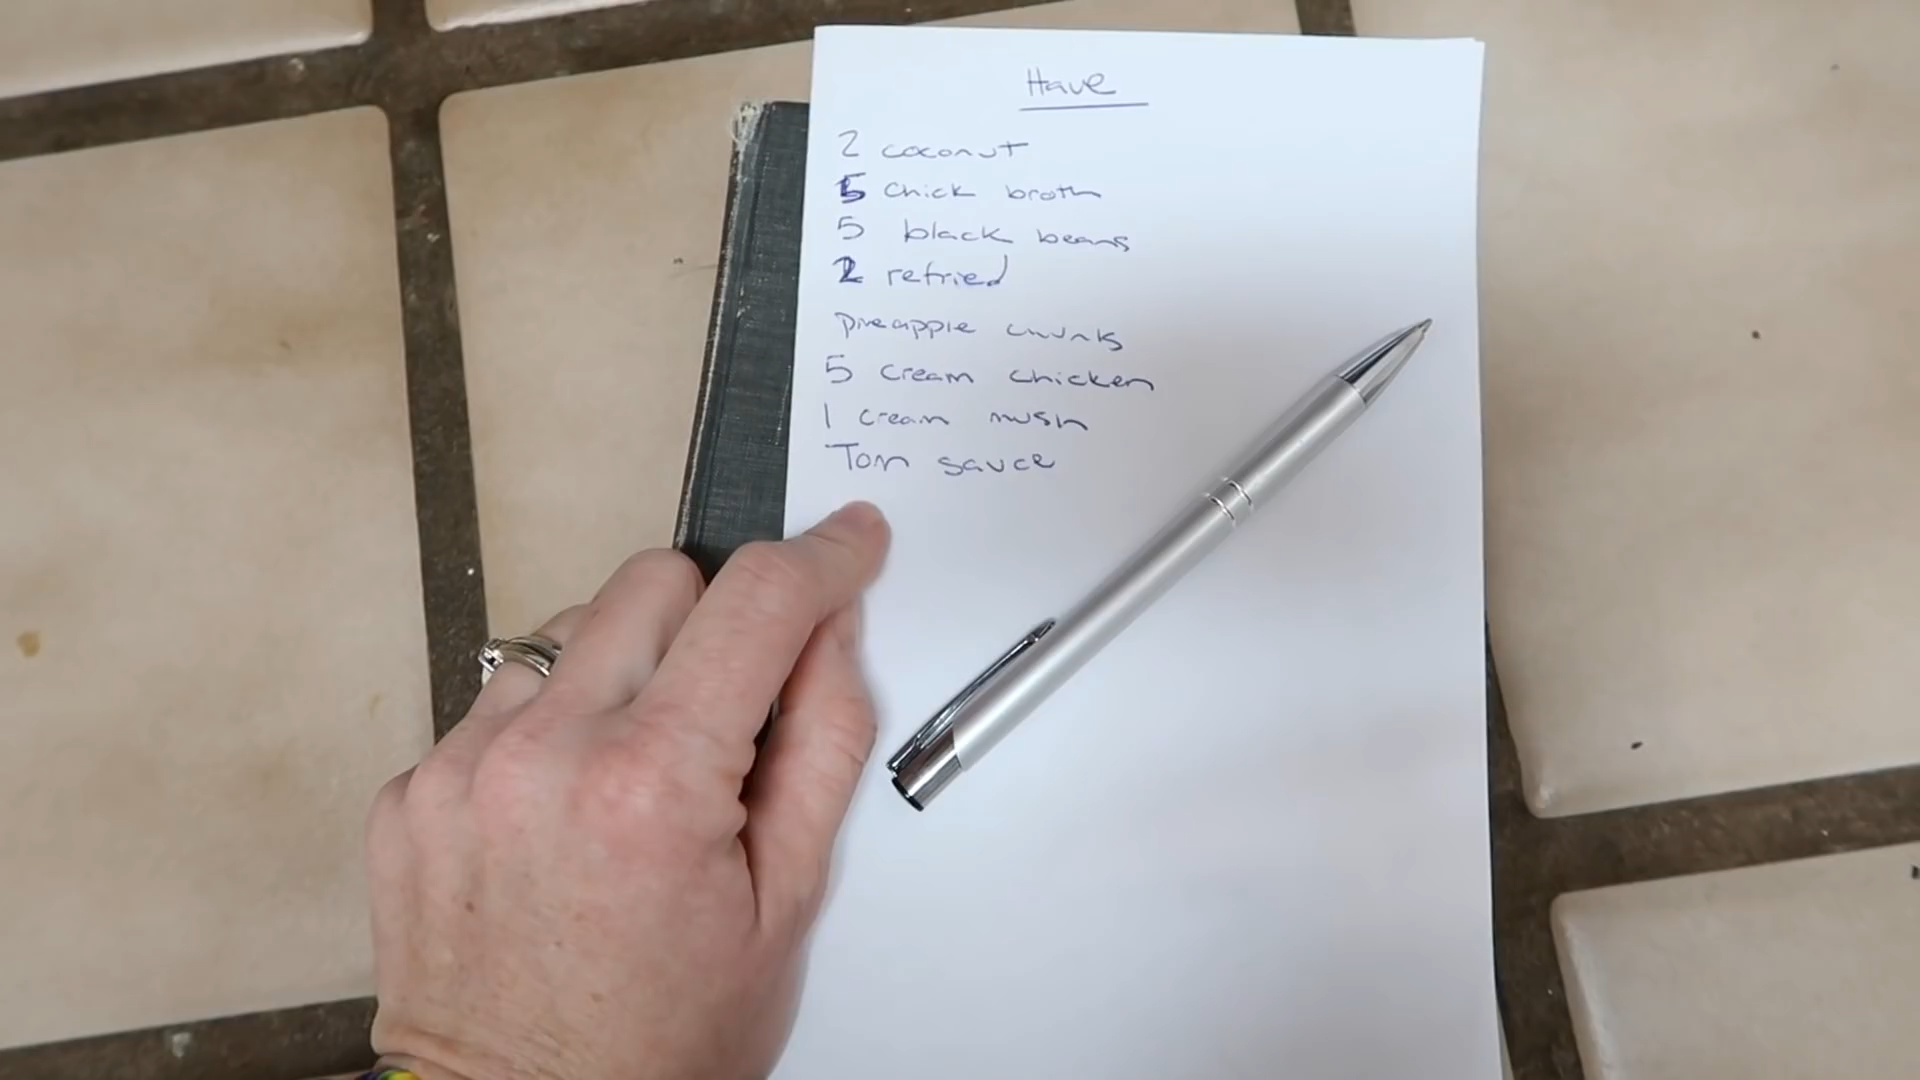 Have
2 coconut
5 chick broth
5 black beans
2 refried
pineapple chunks
5 cream chicken
1 cream mush
Tom sauce